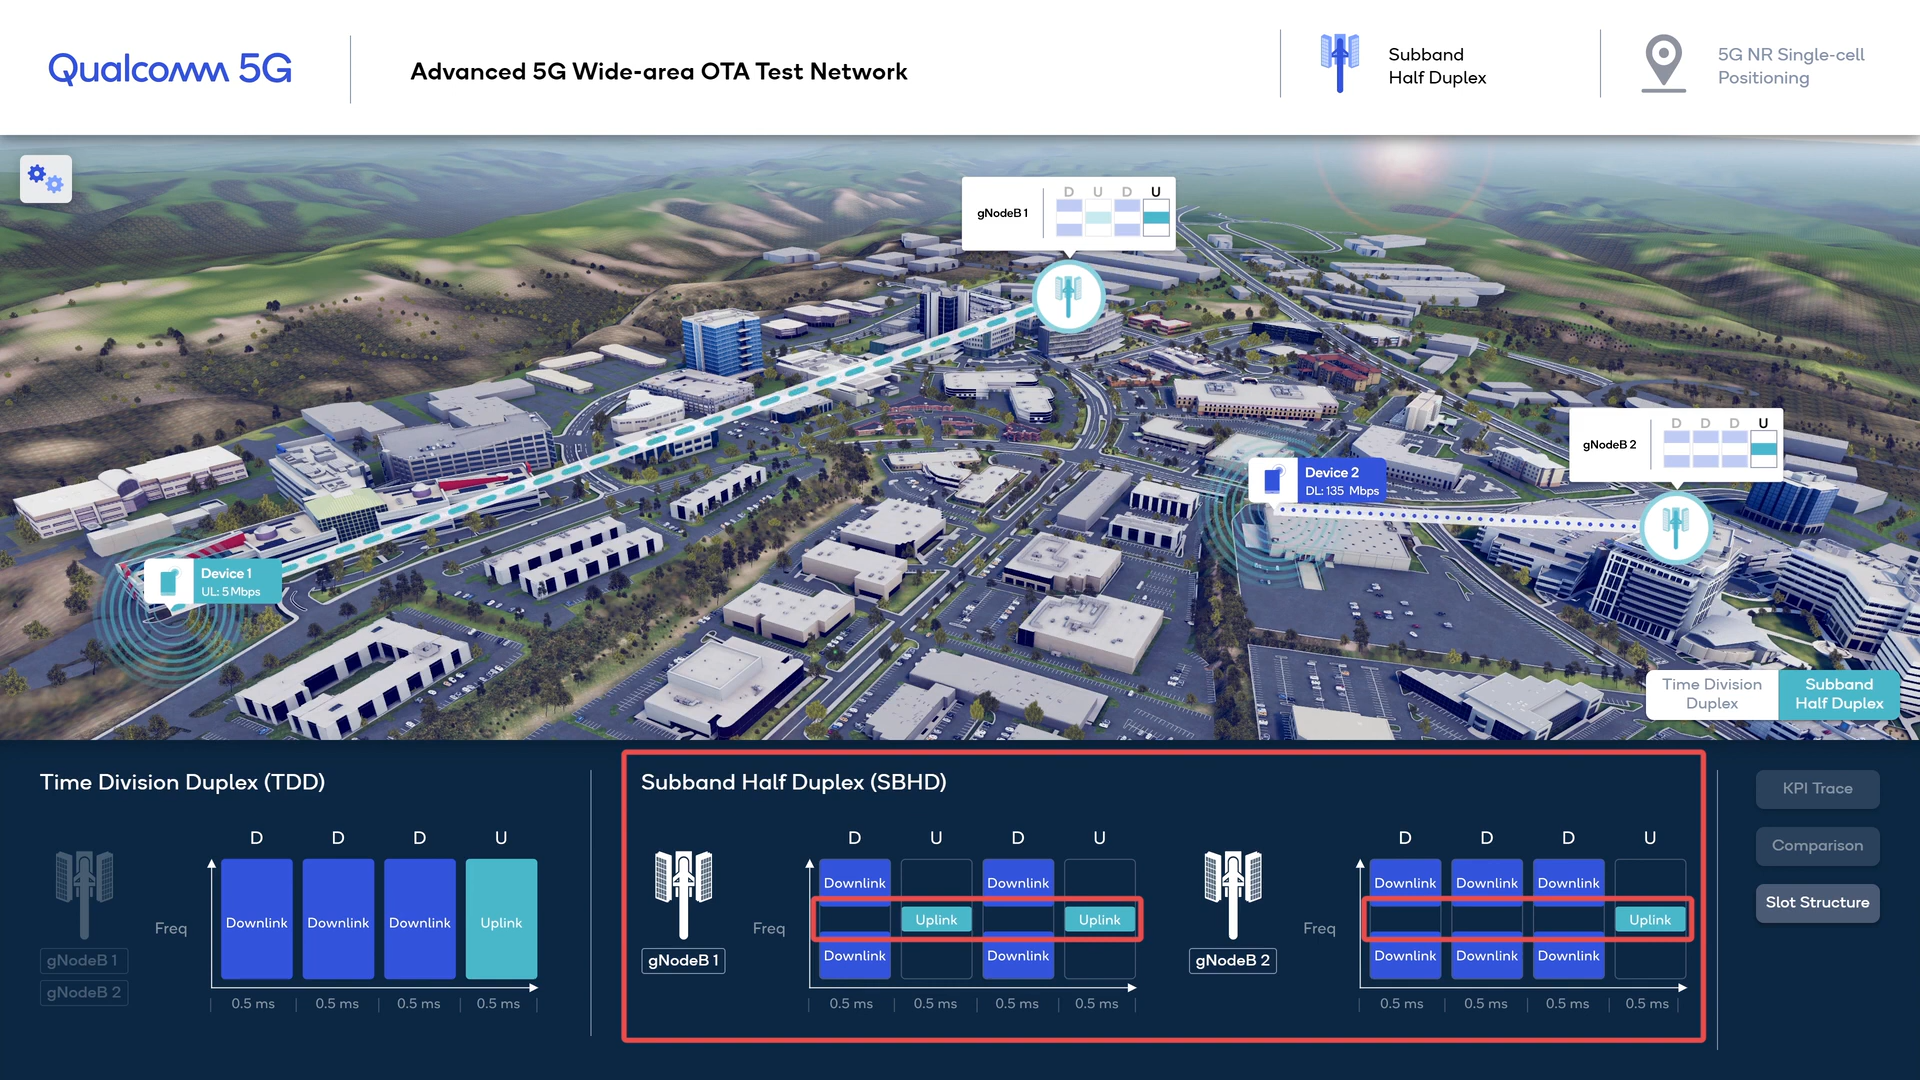 Qualcomm 5G
Advanced 5G Wide-area OTA Test Network
Subband
Half Duplex
5G NR Single-cell
Positioning
gNodeB 1
D U D U
gNodeB 2
D D D U
Device 2
DL: 135 Mbps
Device 1
UL: 5 Mbps
Time Division
Duplex
Subband
Half Duplex
Time Division Duplex (TDD)
D D D U
Freq
Downlink Downlink Downlink Uplink
gNodeB 1
gNodeB 2
0.5 ms 0.5 ms 0.5 ms 0.5 ms
Subband Half Duplex (SBHD)
D U D U
Downlink Downlink
Freq
Uplink Uplink
Downlink Downlink
gNodeB 1
0.5 ms 0.5 ms 0.5 ms 0.5 ms
D D D U
Downlink Downlink Downlink
Freq
Uplink
Downlink Downlink Downlink
gNodeB 2
0.5 ms 0.5 ms 0.5 ms 0.5 ms
KPI Trace
Comparison
Slot Structure